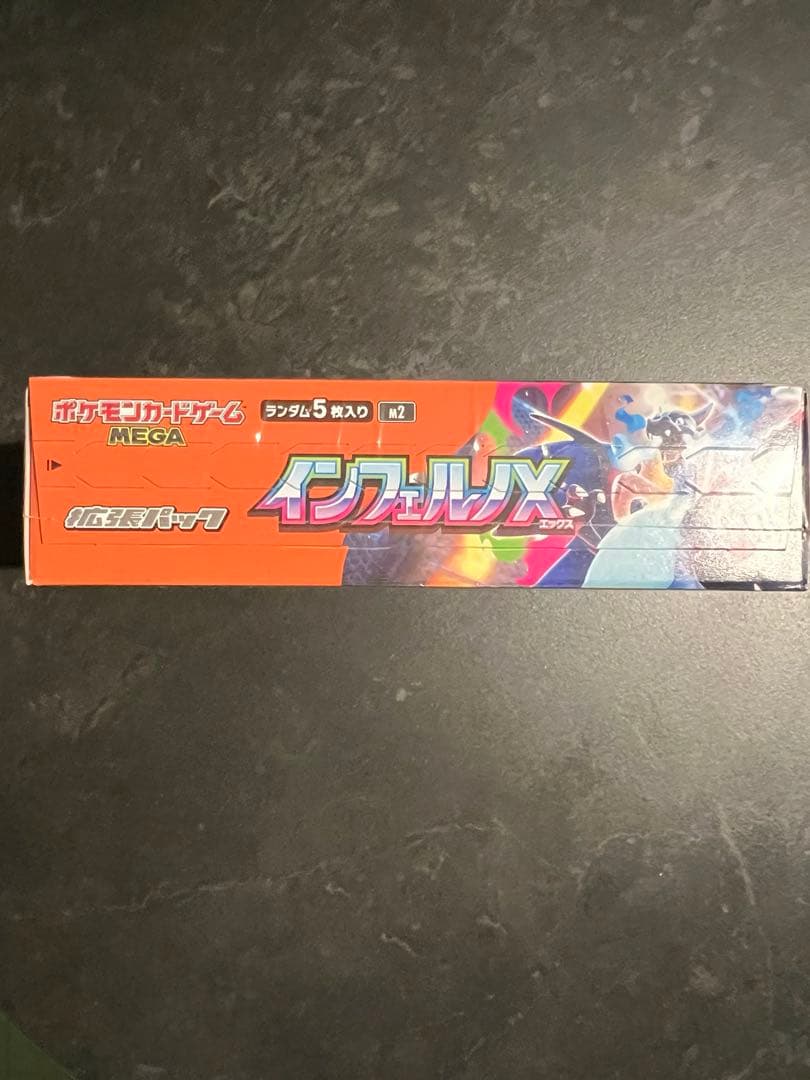 ポケモンカードゲーム
MEGA
ランダム5枚入り
M2
拡張パック
インフェルノX
エックス